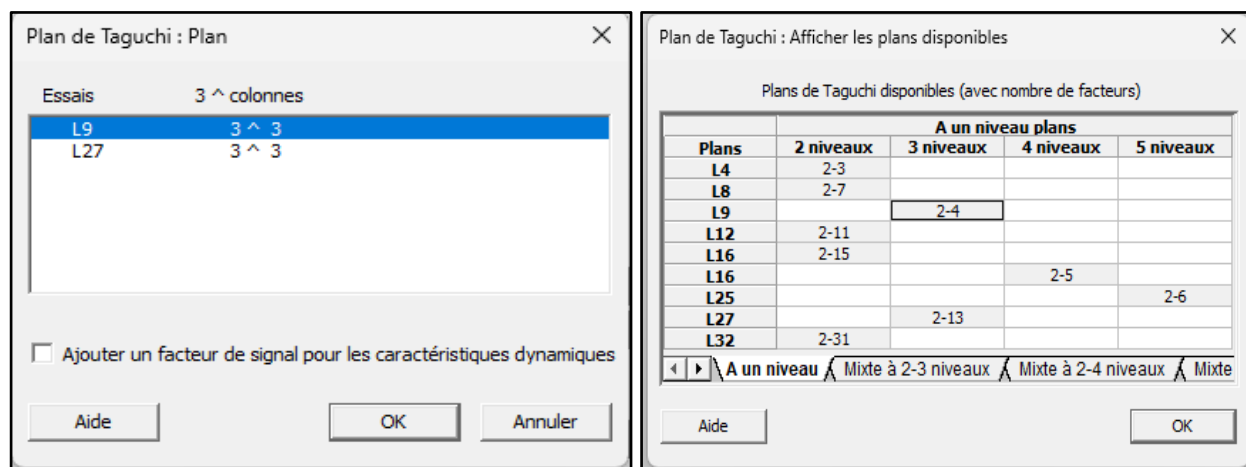 Plan de Taguchi : Plan
Essais 3 ^ colonnes
L9 3 ^ 3
L27 3 ^ 3
Ajouter un facteur de signal pour les caractéristiques dynamiques
Aide OK Annuler
Plan de Taguchi : Afficher les plans disponibles
Plans de Taguchi disponibles (avec nombre de facteurs)
A un niveau plans
Plans 2 niveaux 3 niveaux 4 niveaux 5 niveaux
L4 2-3
L8 2-7
L9 2-4
L12 2-11
L16 2-15
L16 2-5
L25 2-6
L27 2-13
L32 2-31
A un niveau Mixte à 2-3 niveaux Mixte à 2-4 niveaux Mixte
Aide OK